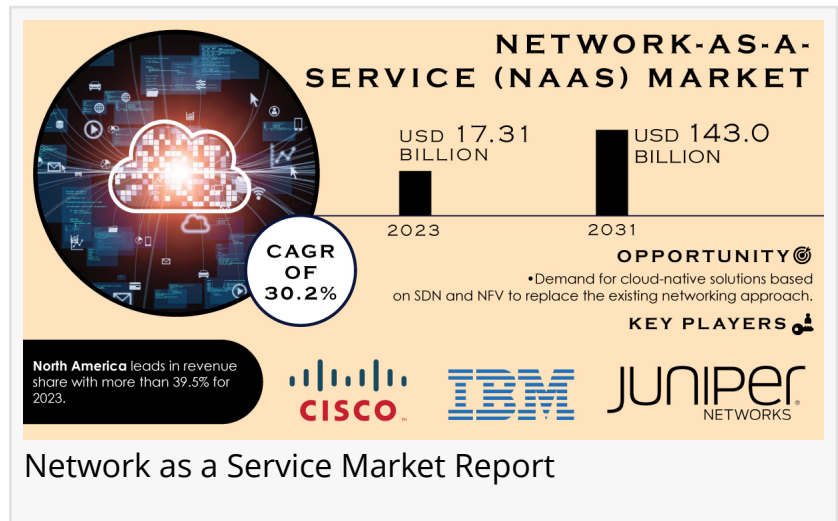 NETWORK-AS-A-
SERVICE (NAAS) MARKET
USD 17.31
BILLION
USD 143.0
BILLION
2023
2031
CAGR
OF
30.2%
OPPORTUNITY
•Demand for cloud-native solutions based
on SDN and NFV to replace the existing networking approach.
KEY PLAYERS
North America leads in revenue
share with more than 39.5% for
2023.
CISCO
IBM
JUNIPer
NETWORKS
Network as a Service Market Report